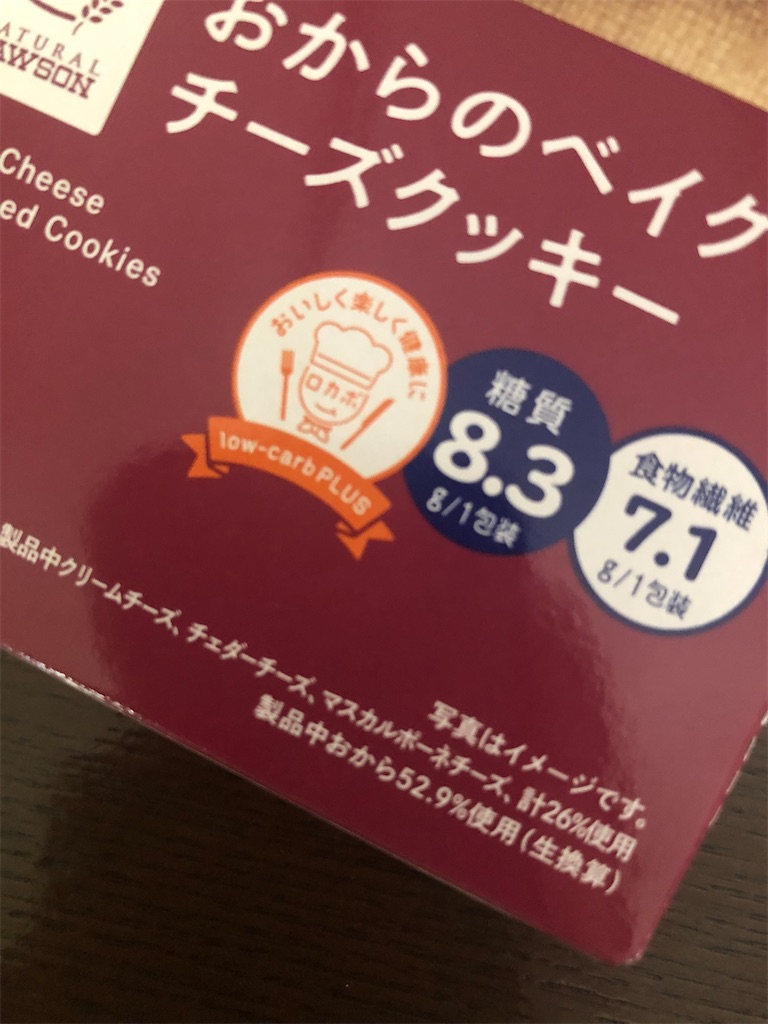 ATURAL
AWSON
おからのベイク
チーズクッキー
Cheese
ed Cookies
おいしく楽しく健康に
ロカボ
low-carbPLUS
糖質
8.3
g/1包装
食物繊維
7.1
g/1包装
写真はイメージです。
製品中クリームチーズ、チェダーチーズ、マスカルポーネチーズ、計26%使用
製品中おから52.9%使用(生換算)